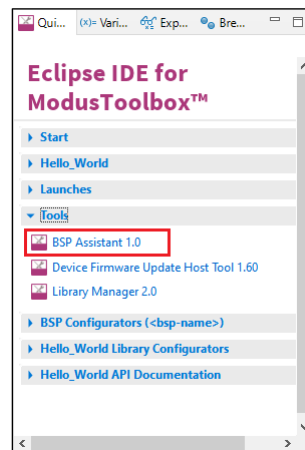 Qui...
(x)= Vari...
Exp...
Bre...
Eclipse IDE for
ModusToolbox™
Start
Hello_World
Launches
Tools
BSP Assistant 1.0
Device Firmware Update Host Tool 1.60
Library Manager 2.0
BSP Configurators (<bsp-name>)
Hello_World Library Configurators
Hello_World API Documentation